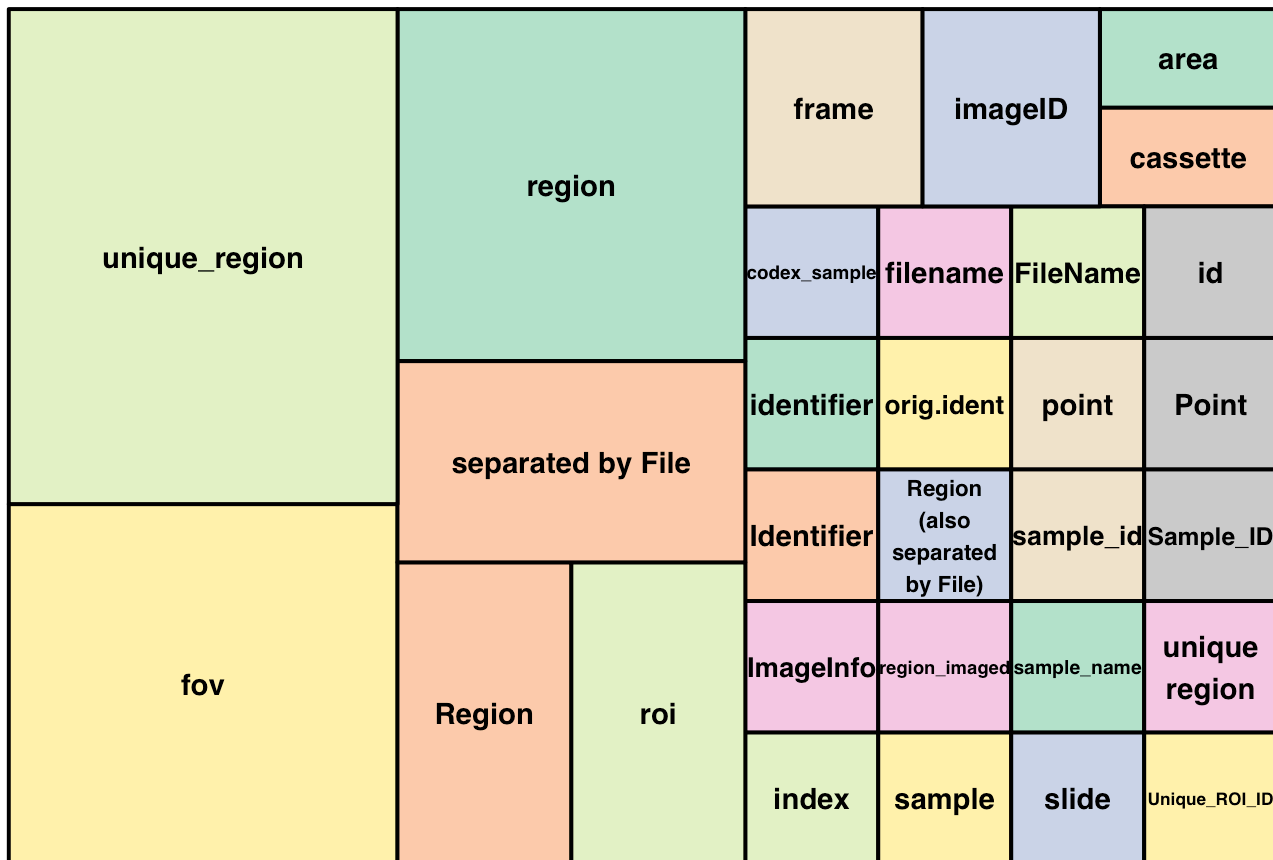 unique_region
fov
region
separated by File
Region
roi
frame
imageID
area
cassette
codex_sample
filename
FileName
id
identifier
orig.ident
point
Point
Identifier
Region
(also
separated
by File)
sample_id
Sample_ID
ImageInfo
region_imaged
sample_name
unique
region
index
sample
slide
Unique_ROI_ID